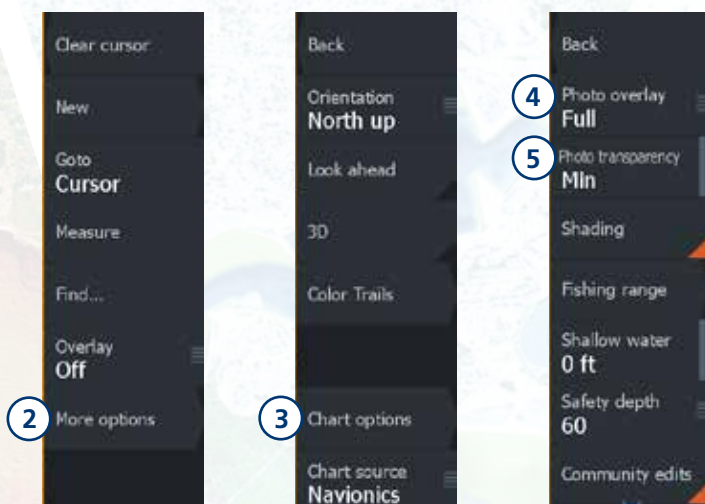 Clear cursor
New
Goto
Cursor
Measure
Find...
Overlay
Off
2 More options
Back
Orientation
North up
Look ahead
3D
Color Trails
3 Chart options
Chart source
Navionics
Back
4 Photo overlay
Full
5 Photo transparency
Min
Shading
Fishing range
Shallow water
0 ft
Safety depth
60
Community edits